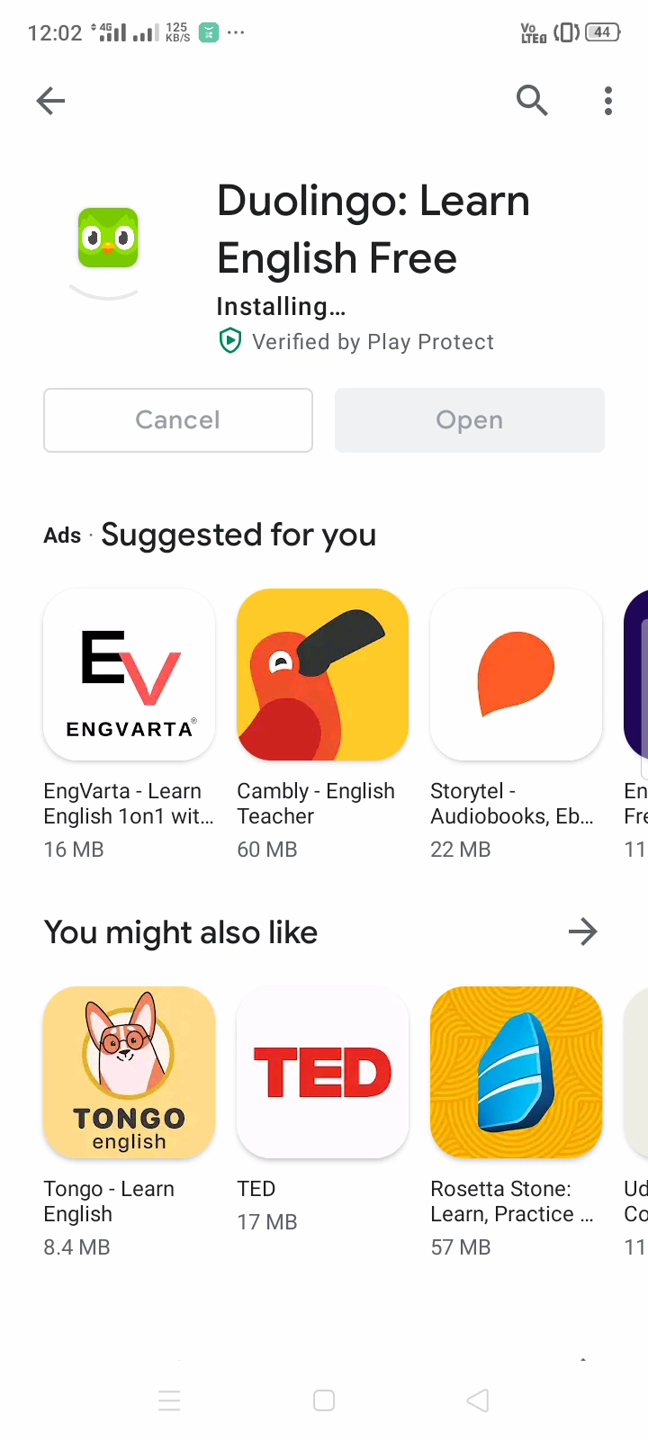 12:02 4G 125 KB/S ... Vo LTE 44
Duolingo: Learn
English Free
Installing...
Verified by Play Protect
Cancel Open
Ads · Suggested for you
EV
ENGVARTA®
EngVarta - Learn English 1on1 wit...
16 MB
Cambly - English Teacher
60 MB
Storytel - Audiobooks, Eb...
22 MB
En
Fre
11
You might also like
TONGO
english
TED
Tongo - Learn English
8.4 MB
TED
17 MB
Rosetta Stone: Learn, Practice ...
57 MB
Ud
Co
11